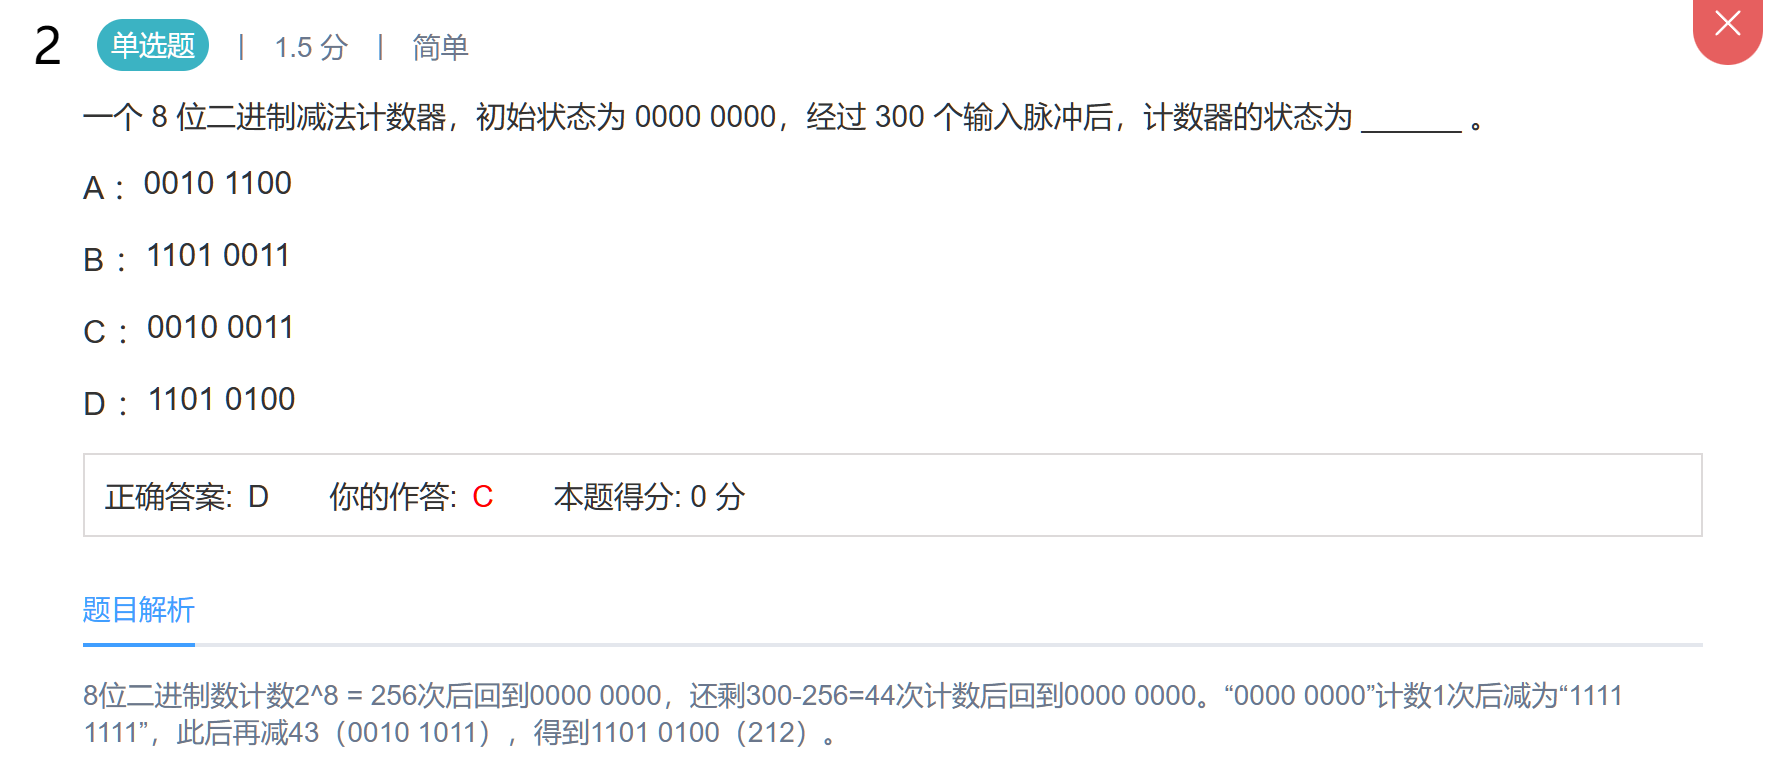 2 单选题 | 1.5 分 | 简单
一个 8 位二进制减法计数器，初始状态为 0000 0000，经过 300 个输入脉冲后，计数器的状态为 ______ 。
A： 0010 1100
B： 1101 0011
C： 0010 0011
D： 1101 0100
正确答案: D 你的作答: C 本题得分: 0 分
题目解析
8位二进制数计数2^8 = 256次后回到0000 0000，还剩300-256=44次计数后回到0000 0000。“0000 0000”计数1次后减为“1111
1111”，此后再减43（0010 1011），得到1101 0100（212）。